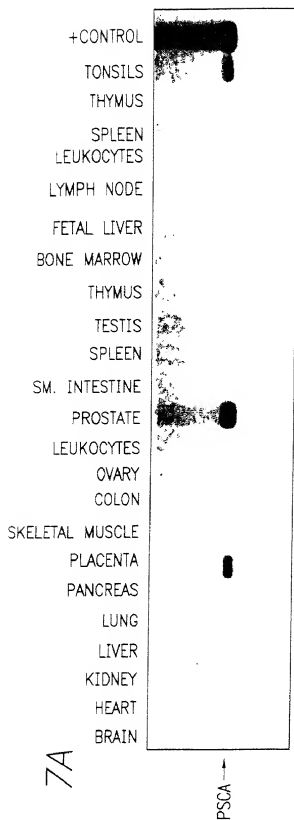 +CONTROL
TONSILS
THYMUS
SPLEEN
LEUKOCYTES
LYMPH NODE
FETAL LIVER
BONE MARROW
THYMUS
TESTIS
SPLEEN
SM. INTESTINE
PROSTATE
LEUKOCYTES
OVARY
COLON
SKELETAL MUSCLE
PLACENTA
PANCREAS
LUNG
LIVER
KIDNEY
HEART
BRAIN
7A
PSCA→